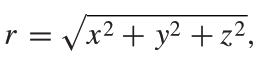 r = √x² + y² + z²,